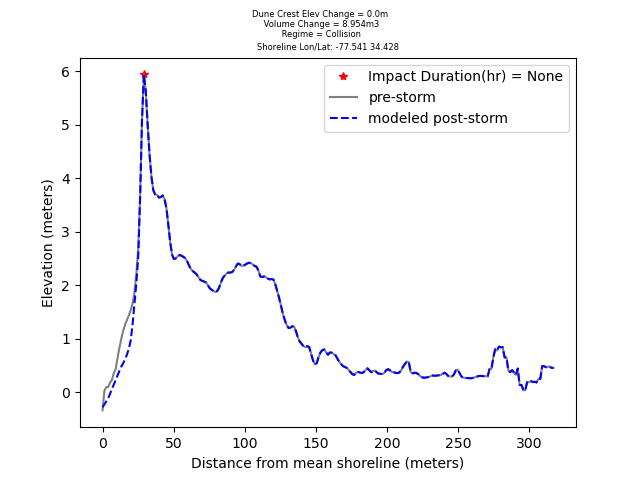 Dune Crest Elev Change = 0.0m
Volume Change = 8.954m3
Regime = Collision
Shoreline Lon/Lat: -77.541 34.428
Impact Duration(hr) = None
pre-storm
modeled post-storm
Elevation (meters)
6
5
4
3
2
1
0
0 50 100 150 200 250 300
Distance from mean shoreline (meters)